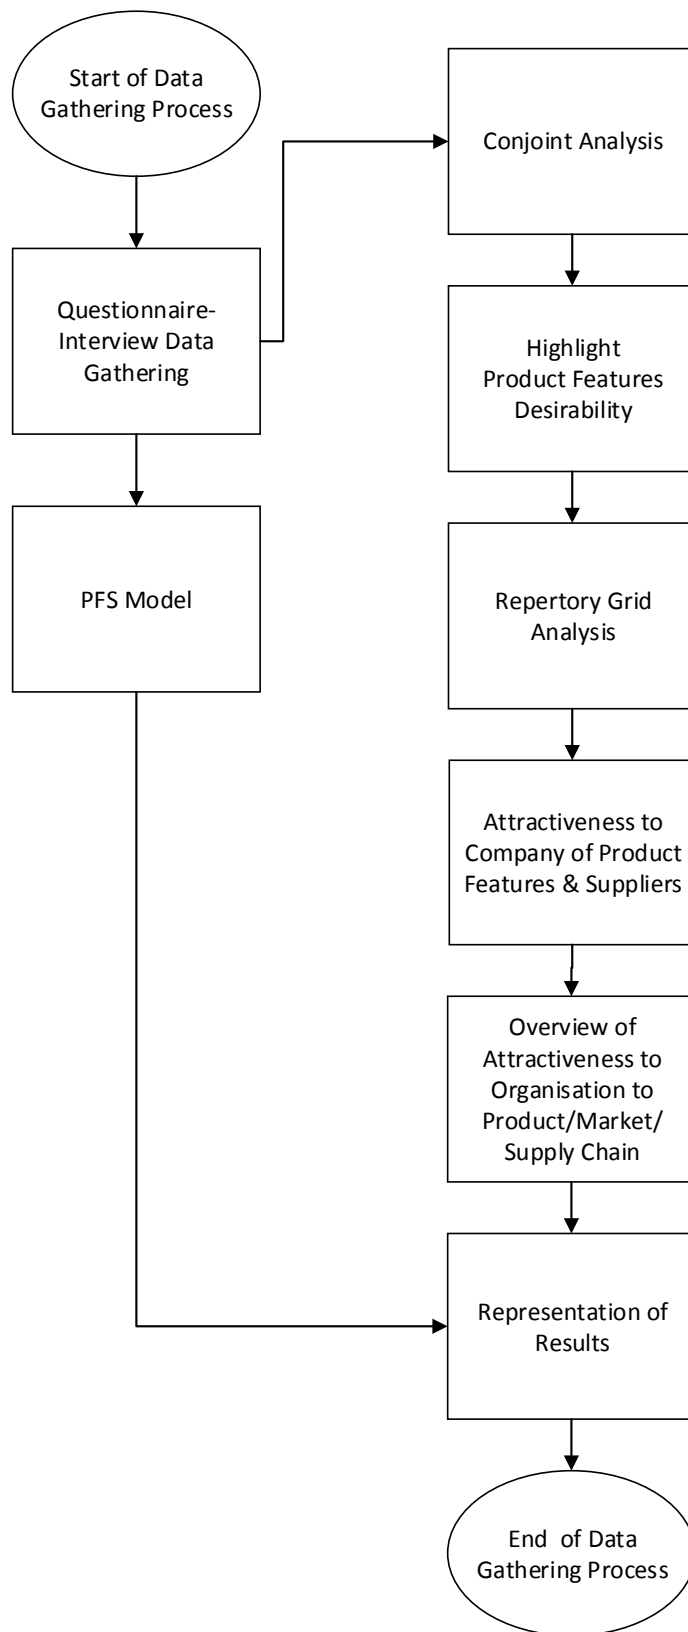 Start of Data
Gathering Process
Questionnaire-
Interview Data
Gathering
PFS Model
Conjoint Analysis
Highlight
Product Features
Desirability
Repertory Grid
Analysis
Attractiveness to
Company of Product
Features & Suppliers
Overview of
Attractiveness to
Organisation to
Product/Market/
Supply Chain
Representation of
Results
End  of Data
Gathering Process